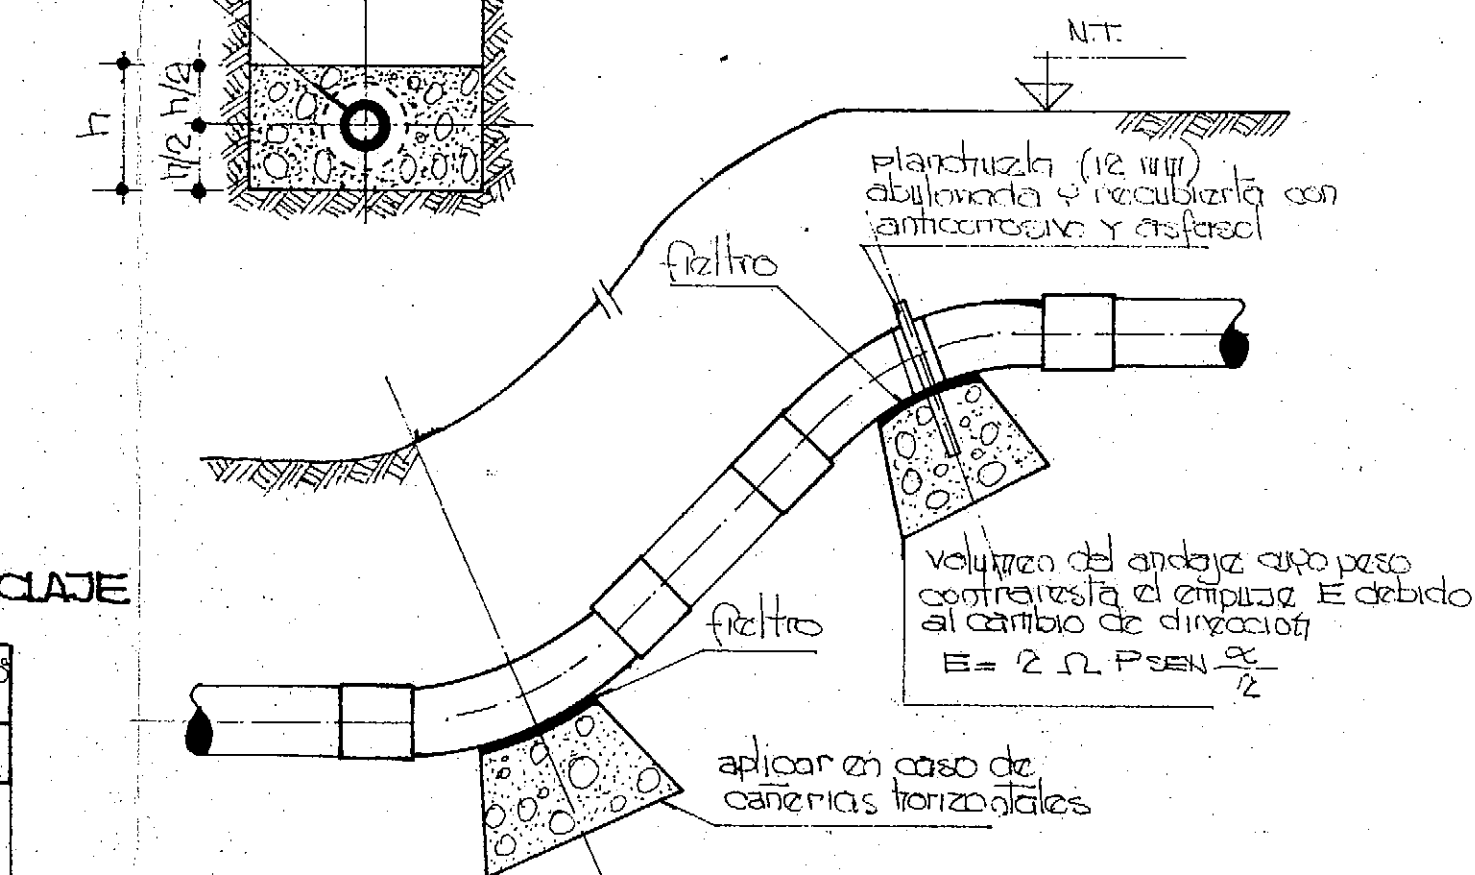 N.T.
h/2
h
h/2
planchuela (12 mm)
abulonada y recubierta con
anticorrosivo y asfasol
fieltro
CLAJE
volumen del anclaje cuyo peso
contraresta el empuje E debido
al cambio de direccion
E = 2 Ω P SEN α/2
fieltro
aplicar en caso de
cañerias horizontales